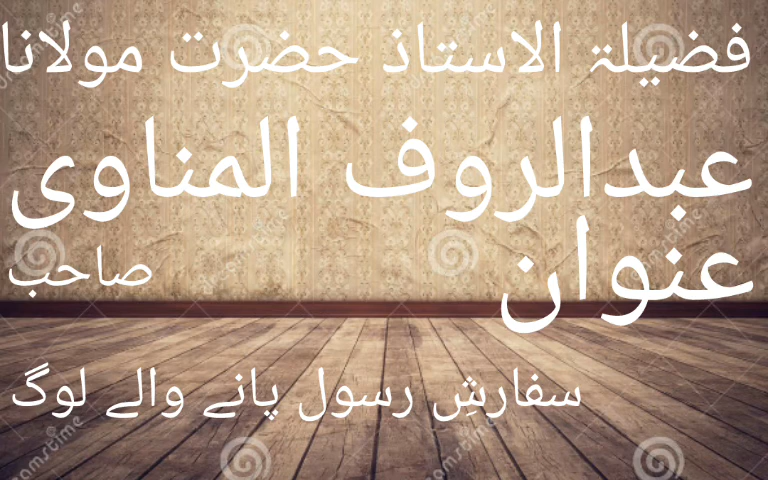 فضیلۃ الاستاذ حضرت مولانا
عبدالروف المناوی
صاحب
عنوان
سفارشِ رسول پانے والے لوگ